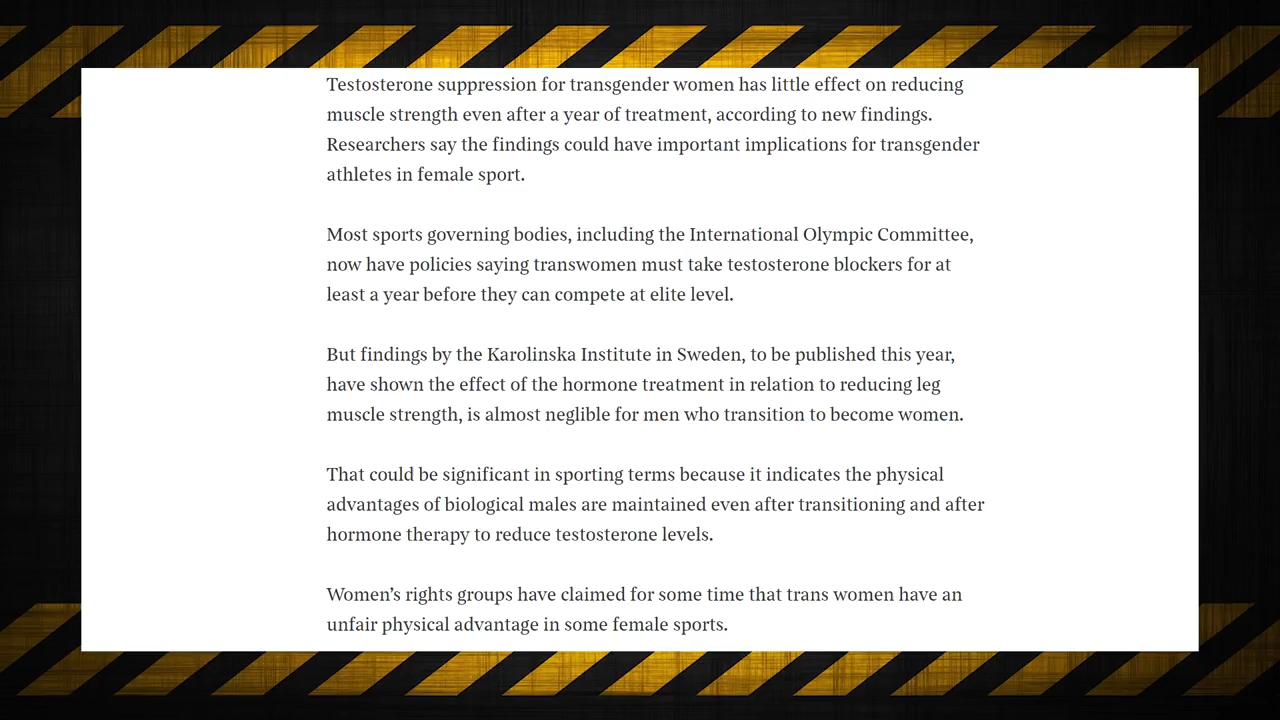 Testosterone suppression for transgender women has little effect on reducing
muscle strength even after a year of treatment, according to new findings.
Researchers say the findings could have important implications for transgender
athletes in female sport.
Most sports governing bodies, including the International Olympic Committee,
now have policies saying transwomen must take testosterone blockers for at
least a year before they can compete at elite level.
But findings by the Karolinska Institute in Sweden, to be published this year,
have shown the effect of the hormone treatment in relation to reducing leg
muscle strength, is almost neglible for men who transition to become women.
That could be significant in sporting terms because it indicates the physical
advantages of biological males are maintained even after transitioning and after
hormone therapy to reduce testosterone levels.
Women’s rights groups have claimed for some time that trans women have an
unfair physical advantage in some female sports.